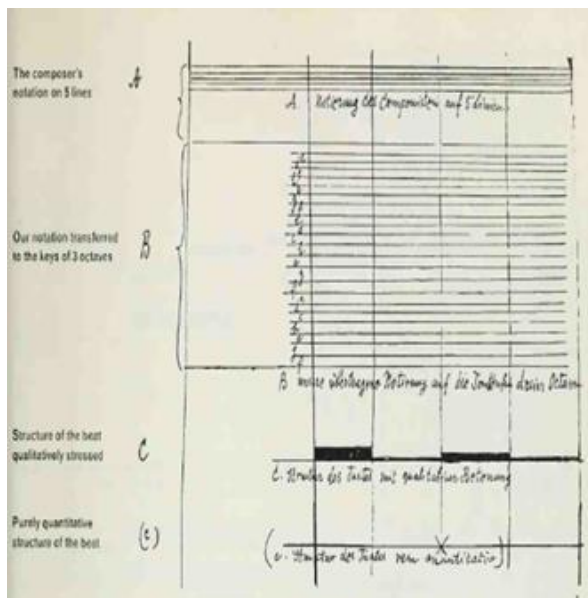 The composer's
notation on 5 lines
A
A Notierung des Componisten auf 5 Linien
Our notation transferred
to the keys of 3 octaves
B
B unsere übertragene Notierung auf die dreier Octaven
Structure of the beat
qualitatively stressed
C
C. Struktur des Taktes mit qualitativer Betonung
Purely quantitative
structure of the beat
(c)
(c. Struktur des Taktes rein quantitativ)